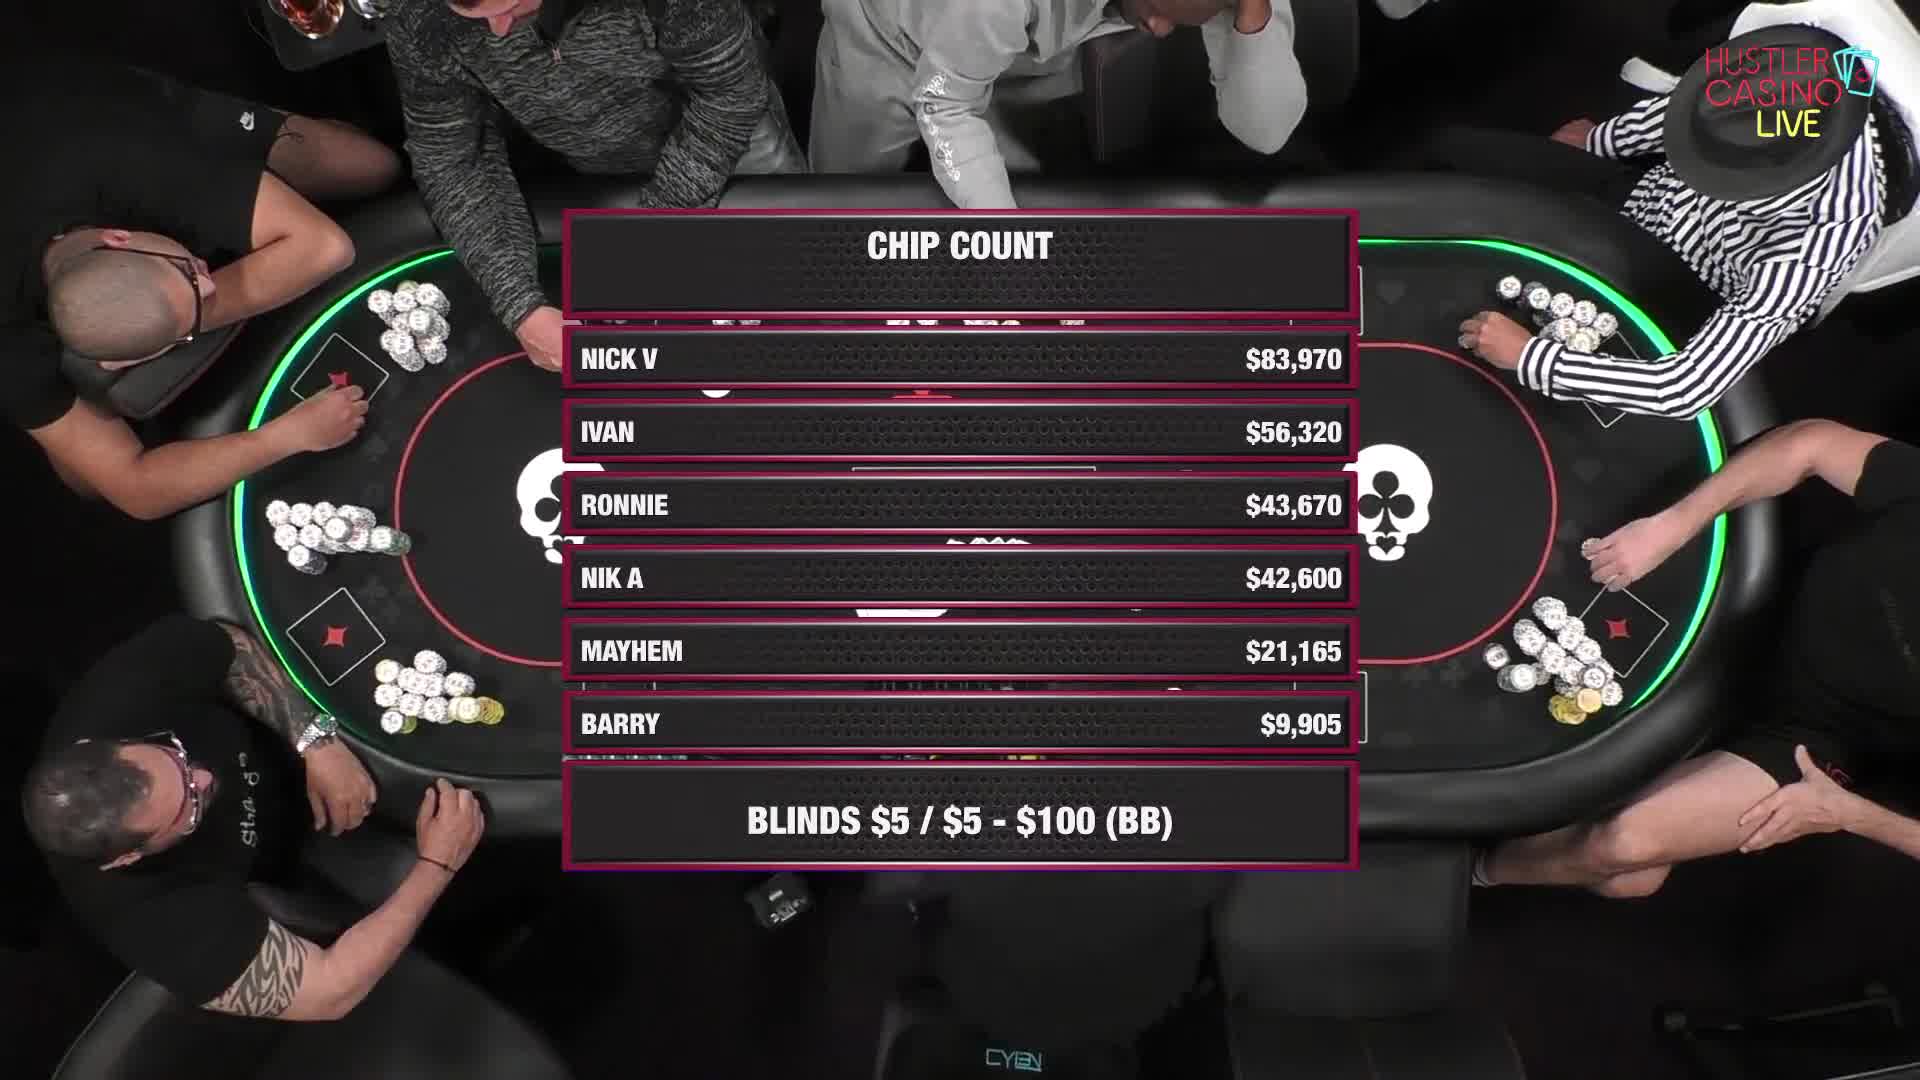 HUSTLER
CASINO
LIVE
CHIP COUNT
NICK V $83,970
IVAN $56,320
RONNIE $43,670
NIK A $42,600
MAYHEM $21,165
BARRY $9,905
BLINDS $5 / $5 - $100 (BB)